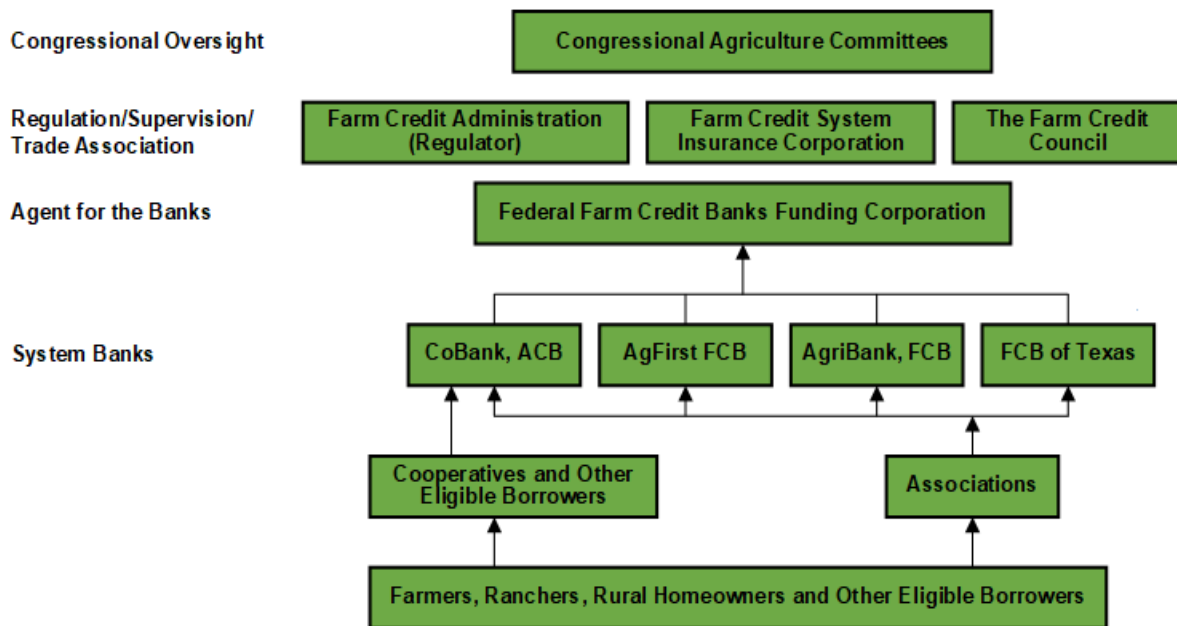 Congressional Oversight
Congressional Agriculture Committees
Regulation/Supervision/
Trade Association
Farm Credit Administration
(Regulator)
Farm Credit System
Insurance Corporation
The Farm Credit
Council
Agent for the Banks
Federal Farm Credit Banks Funding Corporation
System Banks
CoBank, ACB
AgFirst FCB
AgriBank, FCB
FCB of Texas
Cooperatives and Other
Eligible Borrowers
Associations
Farmers, Ranchers, Rural Homeowners and Other Eligible Borrowers